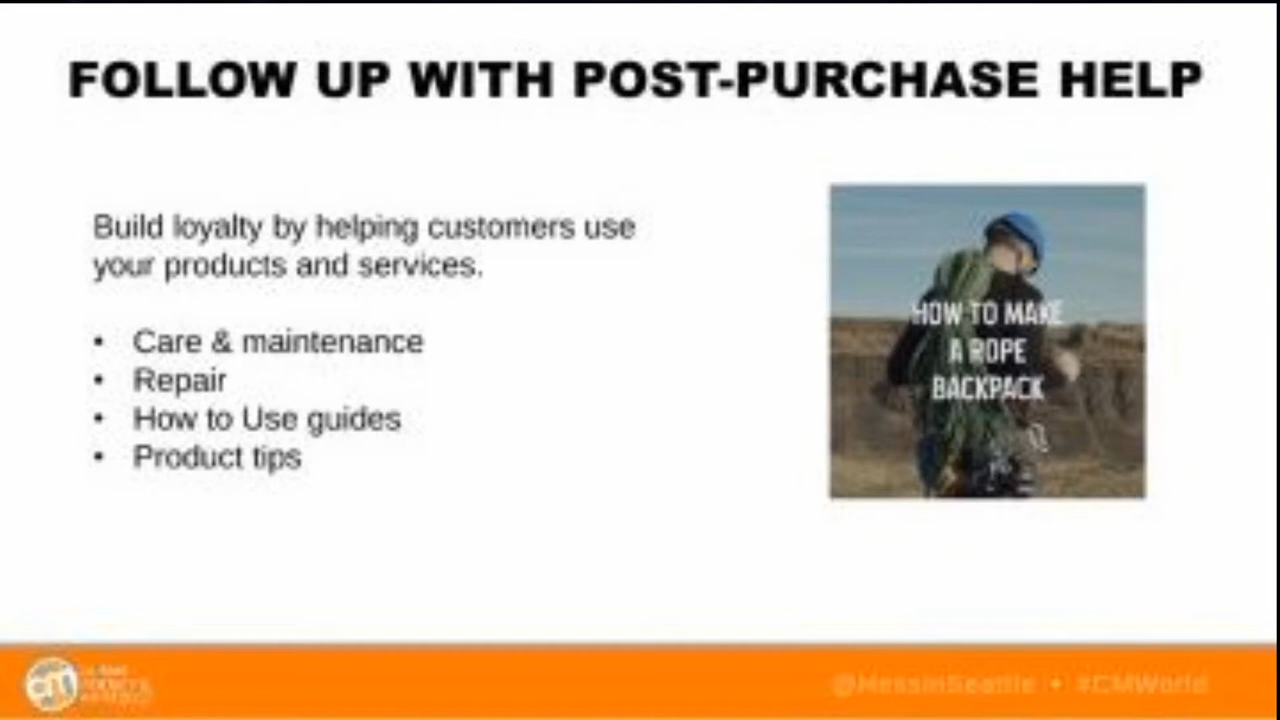 FOLLOW UP WITH POST-PURCHASE HELP
Build loyalty by helping customers use
your products and services.
• Care & maintenance
• Repair
• How to Use guides
• Product tips
HOW TO MAKE
A ROPE
BACKPACK
@HessInSeattle • #CMWorld